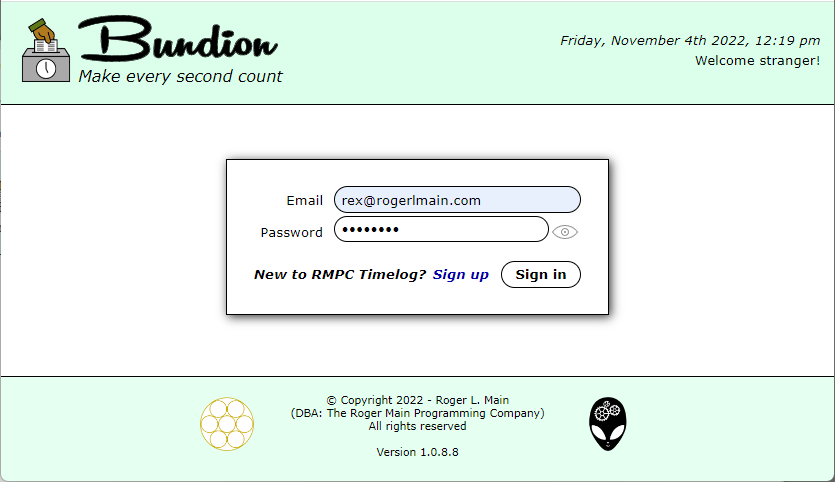 Bundion
Make every second count
Friday, November 4th 2022, 12:19 pm
Welcome stranger!
Email
rex@rogerlmain.com
Password
••••••••
New to RMPC Timelog? Sign up
Sign in
© Copyright 2022 - Roger L. Main
(DBA: The Roger Main Programming Company)
All rights reserved
Version 1.0.8.8